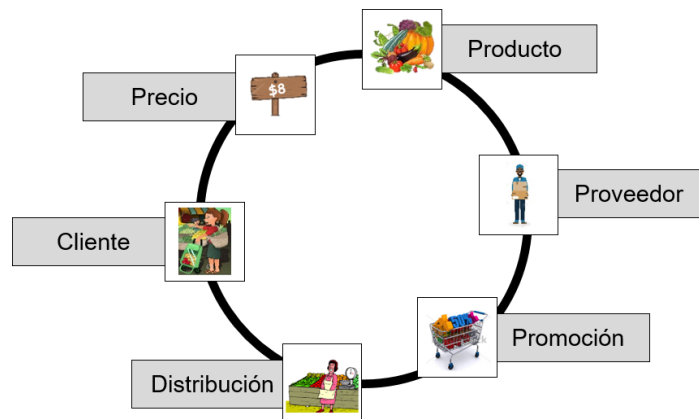 Producto
Precio
$8
Proveedor
Cliente
Promoción
Distribución